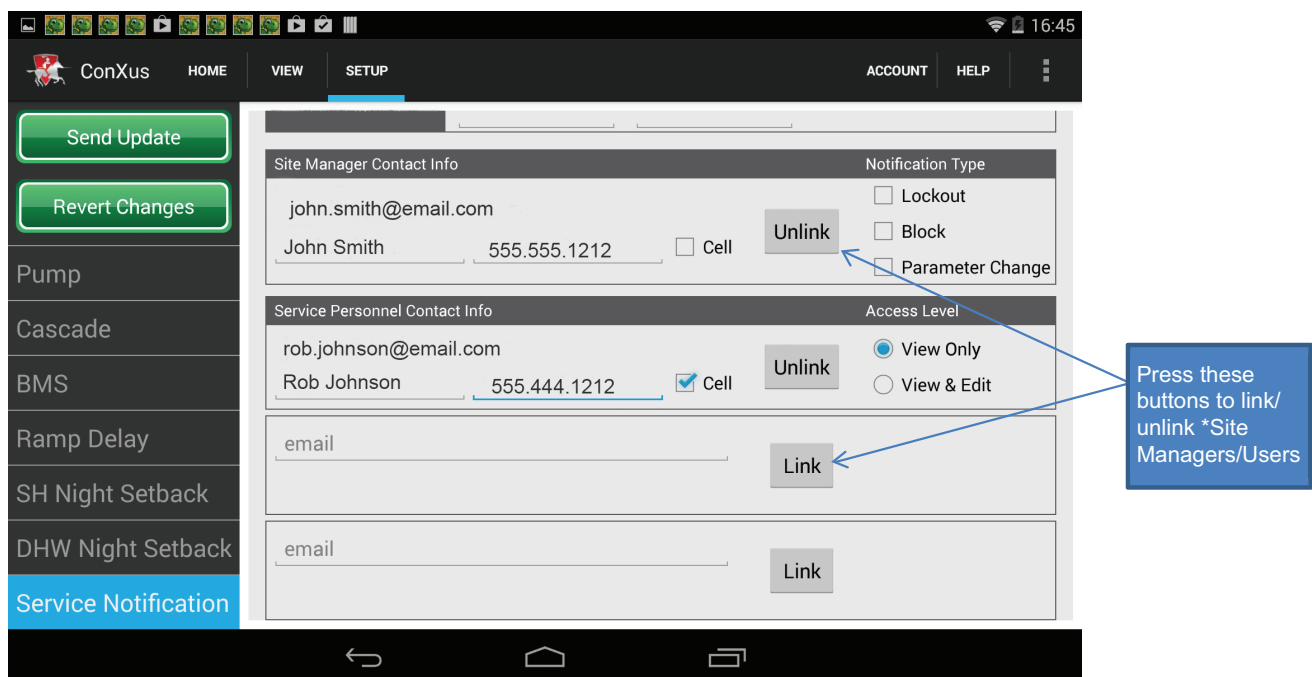 16:45
ConXus HOME VIEW SETUP ACCOUNT HELP
Send Update
Revert Changes
Pump
Cascade
BMS
Ramp Delay
SH Night Setback
DHW Night Setback
Service Notification
Site Manager Contact Info Notification Type
john.smith@email.com
John Smith 555.555.1212 Cell Unlink
Lockout
Block
Parameter Change
Service Personnel Contact Info Access Level
rob.johnson@email.com
Rob Johnson 555.444.1212 Cell Unlink
View Only
View & Edit
email
Link
email
Link
Press these
buttons to link/
unlink *Site
Managers/Users